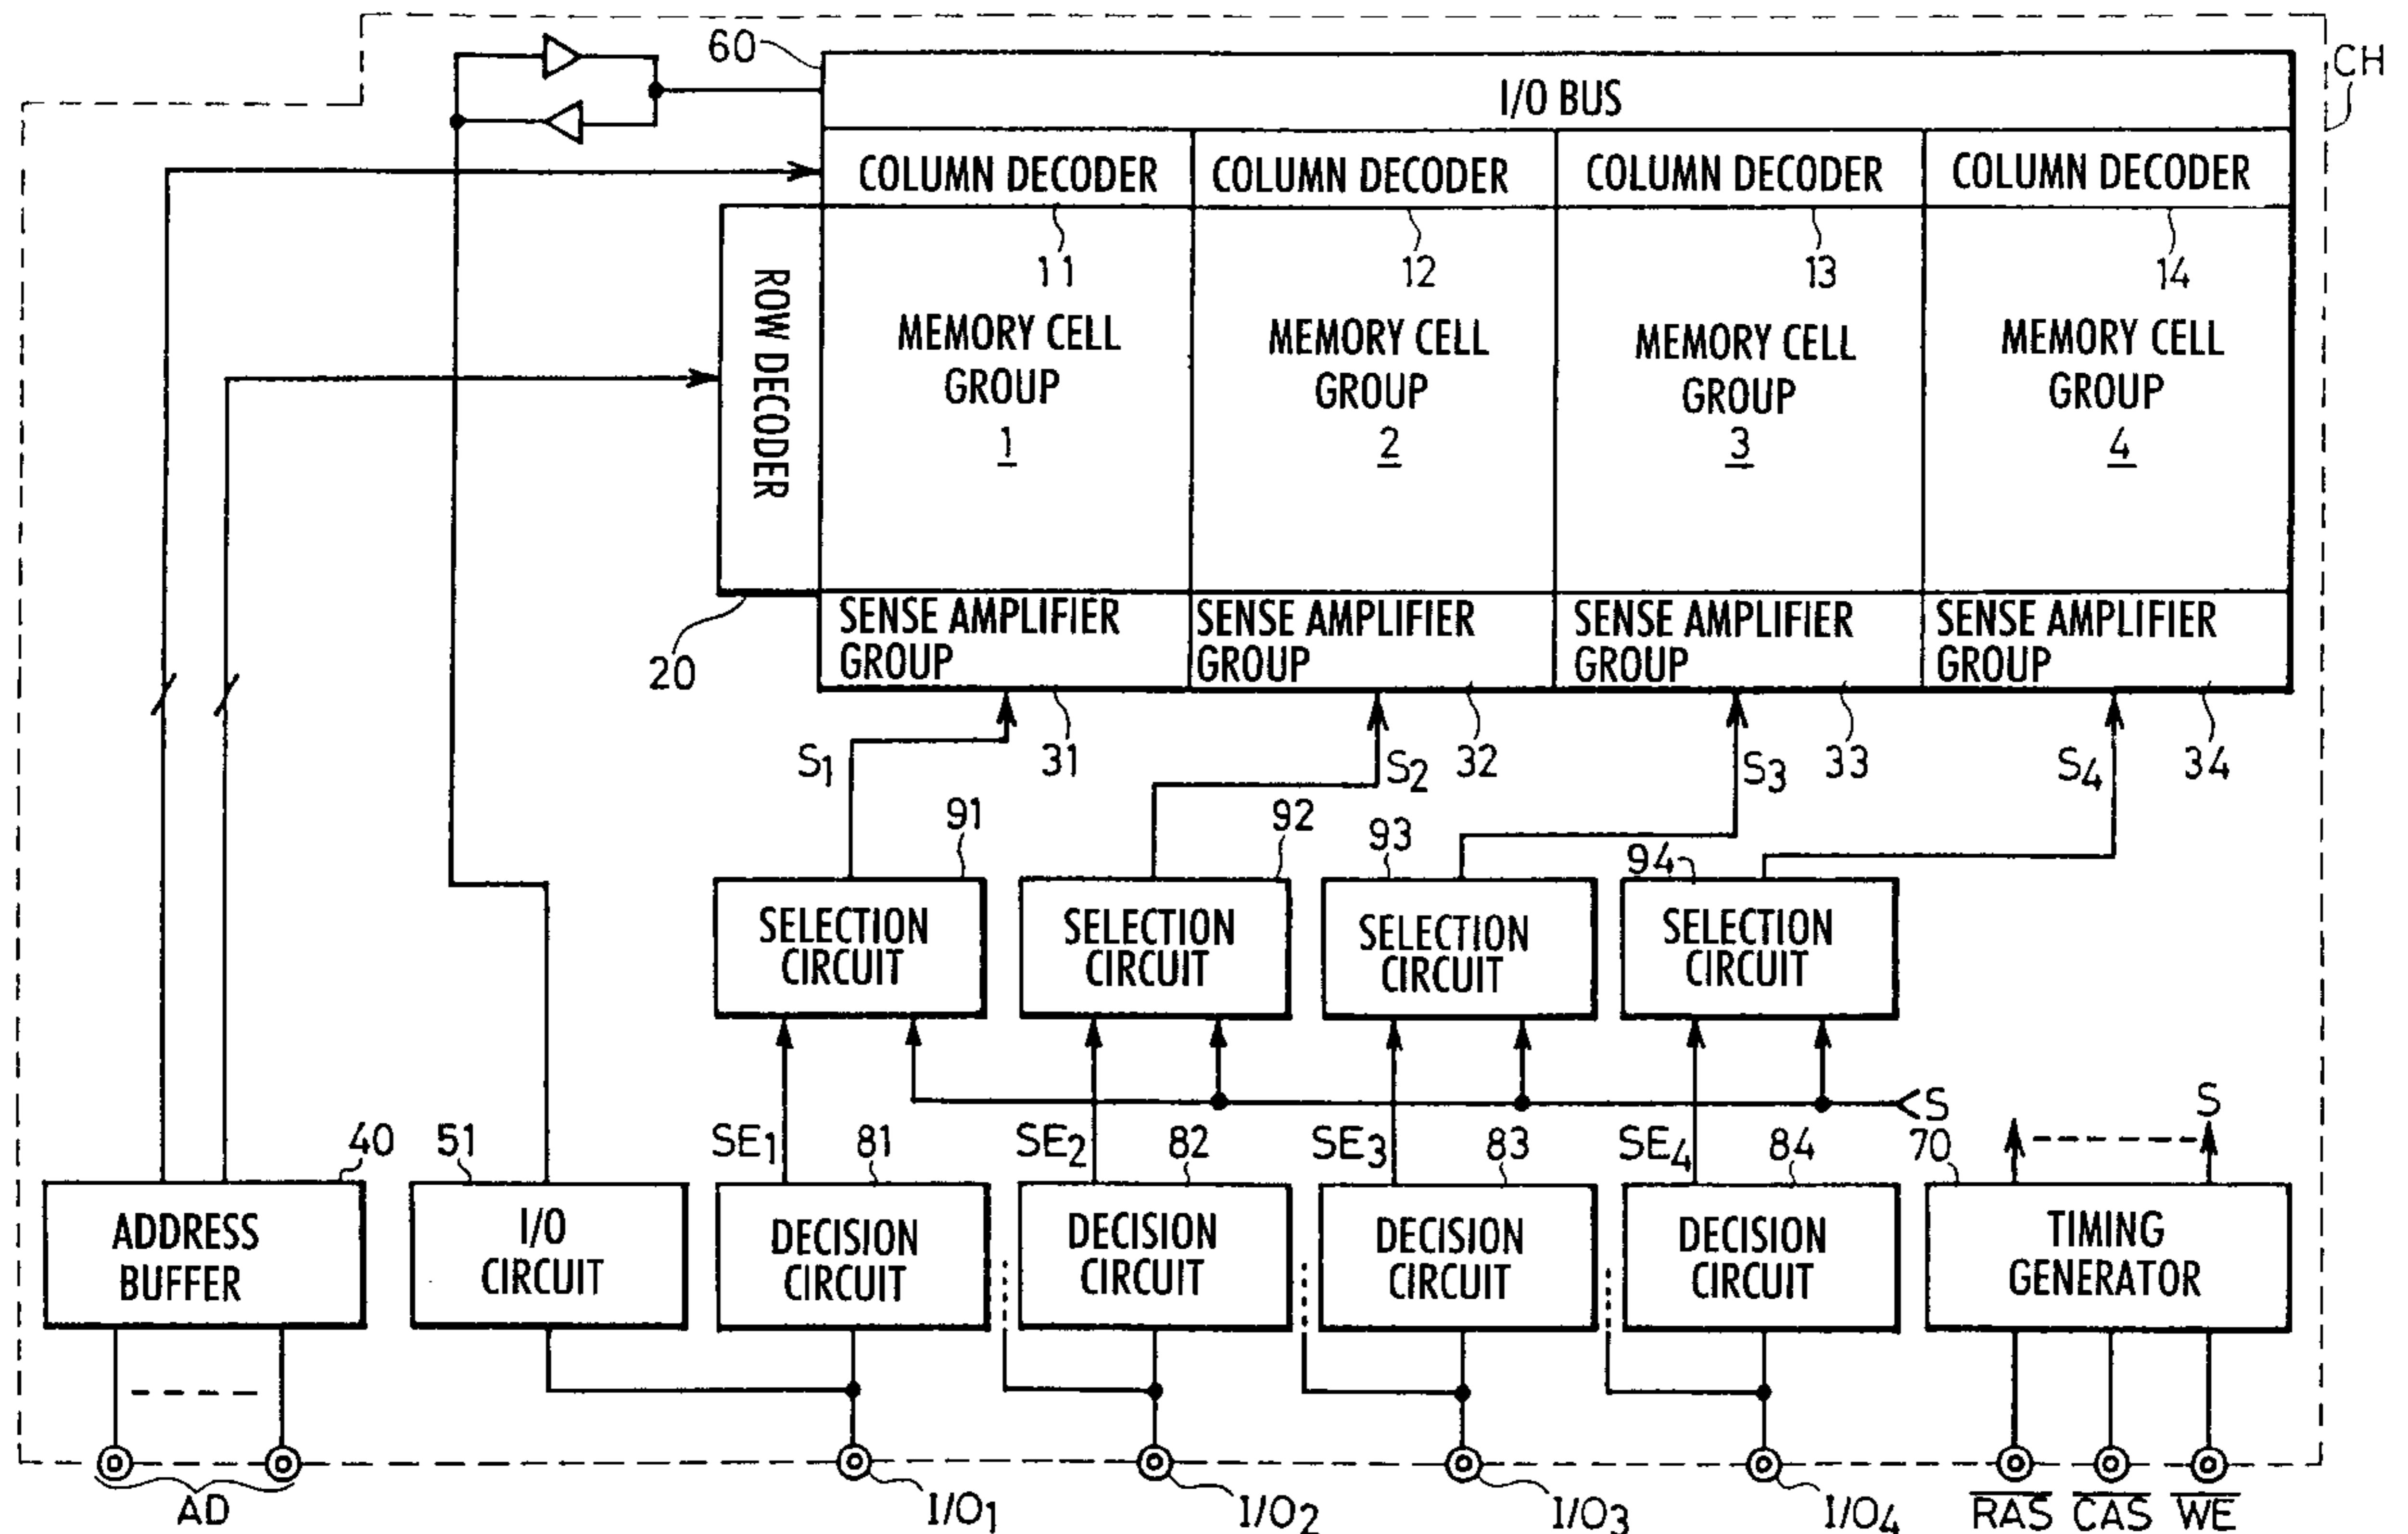 60
CH
I/O BUS
COLUMN DECODER
COLUMN DECODER
COLUMN DECODER
COLUMN DECODER
11
12
13
14
ROW DECODER
MEMORY CELL
GROUP
1
MEMORY CELL
GROUP
2
MEMORY CELL
GROUP
3
MEMORY CELL
GROUP
4
20
SENSE AMPLIFIER
GROUP
SENSE AMPLIFIER
GROUP
SENSE AMPLIFIER
GROUP
SENSE AMPLIFIER
GROUP
S1
31
S2
32
S3
33
S4
34
91
92
93
94
SELECTION
CIRCUIT
SELECTION
CIRCUIT
SELECTION
CIRCUIT
SELECTION
CIRCUIT
S
S
40
51
SE1
81
SE2
82
SE3
83
SE4
84
70
ADDRESS
BUFFER
I/O
CIRCUIT
DECISION
CIRCUIT
DECISION
CIRCUIT
DECISION
CIRCUIT
DECISION
CIRCUIT
TIMING
GENERATOR
AD
I/O1
I/O2
I/O3
I/O4
R̅A̅S̅
C̅A̅S̅
W̅E̅